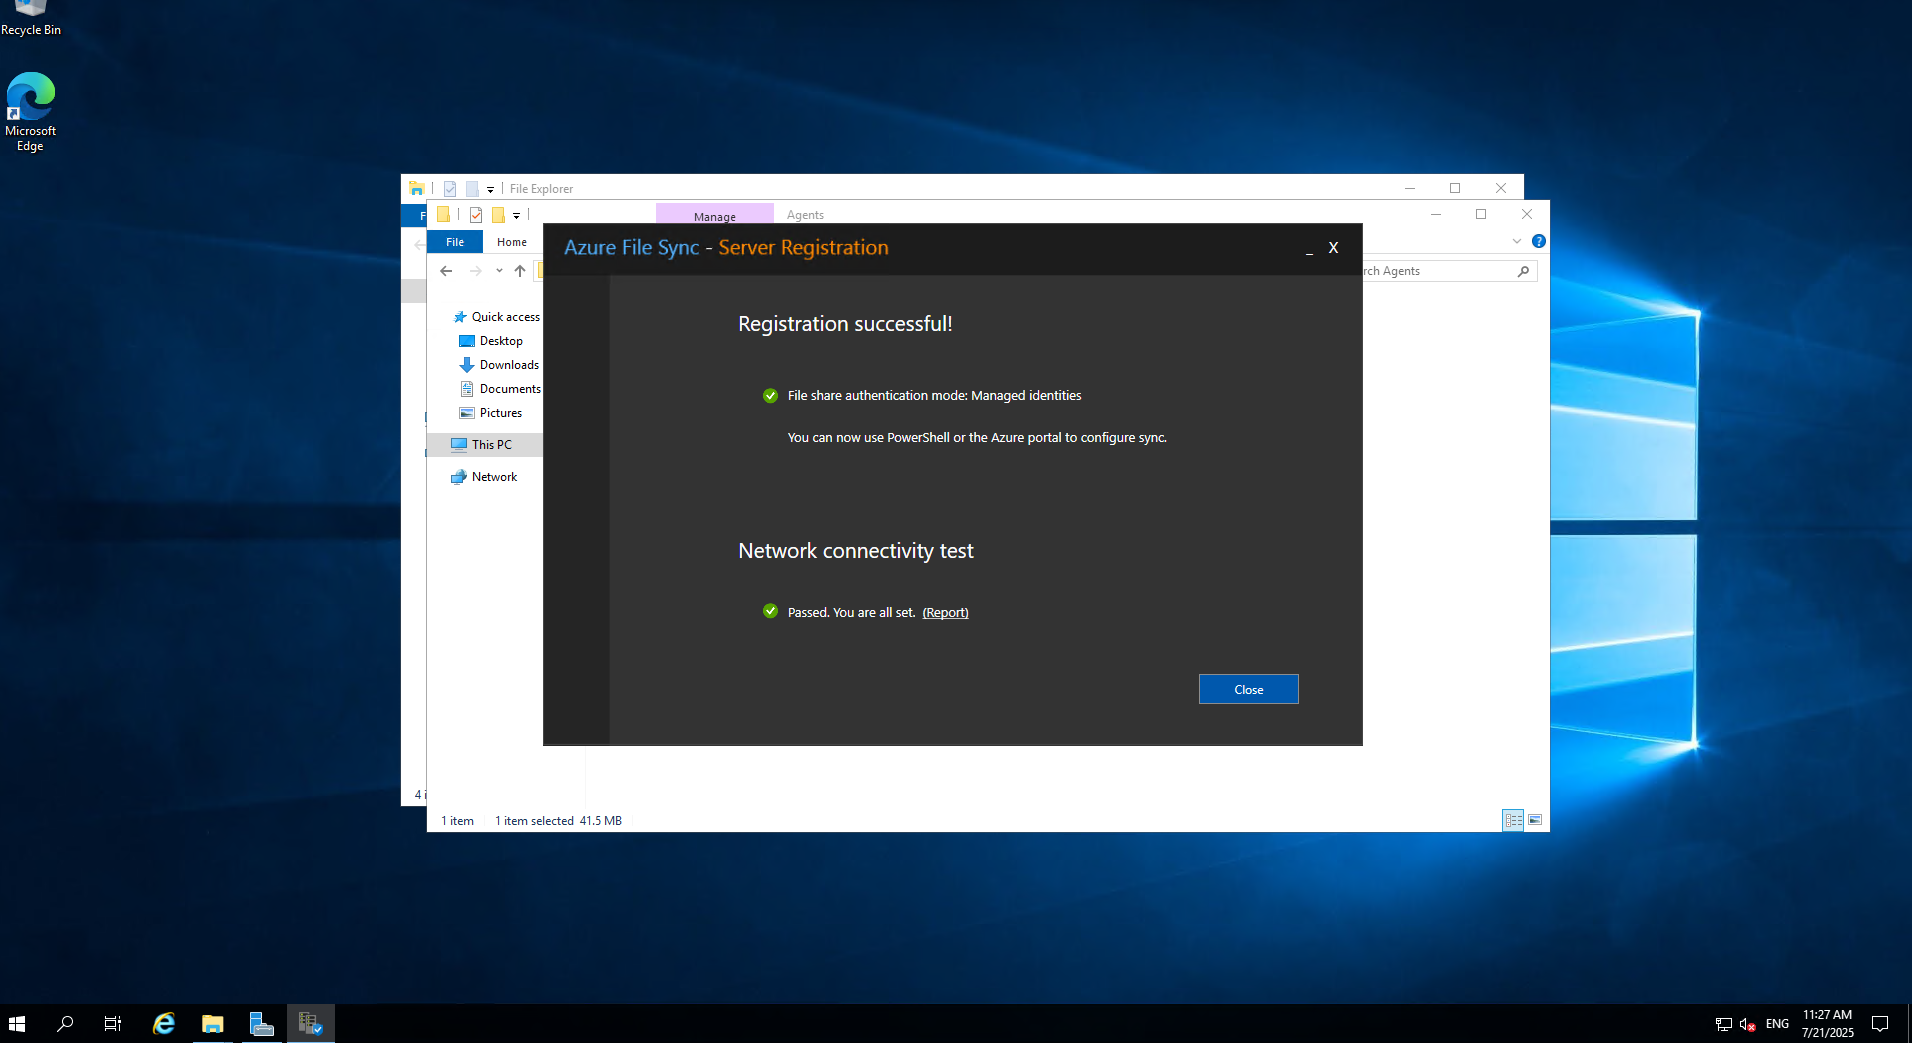 Recycle Bin
Microsoft
Edge
File Explorer
Manage
Agents
File
Home
Azure File Sync - Server Registration
_ X
rch Agents
Quick access
Desktop
Downloads
Documents
Pictures
This PC
Network
Registration successful!
File share authentication mode: Managed identities
You can now use PowerShell or the Azure portal to configure sync.
Network connectivity test
Passed. You are all set. (Report)
Close
4 i
1 item 1 item selected 41.5 MB
ENG
11:27 AM
7/21/2025